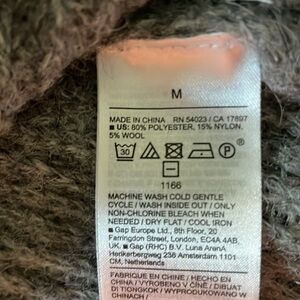 M
MADE IN CHINA RN 54023 / CA 17897
■ US: 80% POLYESTER, 15% NYLON,
5% WOOL
30 P
1166
MACHINE WASH COLD GENTLE
CYCLE / WASH INSIDE OUT / ONLY
NON-CHLORINE BLEACH WHEN
NEEDED / DRY FLAT / COOL IRON
■ Gap Europe Ltd., 8th Floor, 20
Farringdon Street, London, EC4A 4AB,
UK. ■ Gap (RHC) B.V. Luna ArenA
Herikerbergweg 238 Amsterdam 1101
CM, Netherlands
FABRIQUE EN CHINE / HECHO EN
CHINA / VYROBENO V ČÍNĚ / DIBUAT
DI TIONGKOK / WYPRODUKOWANO W
CHINACH /